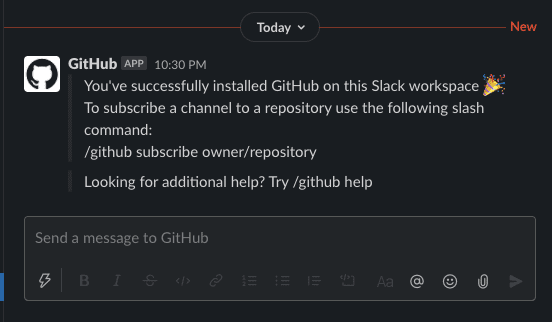 Today
New
GitHub APP 10:30 PM
You've successfully installed GitHub on this Slack workspace 🎉
To subscribe a channel to a repository use the following slash
command:
/github subscribe owner/repository
Looking for additional help? Try /github help
Send a message to GitHub
B I S </> Aa @